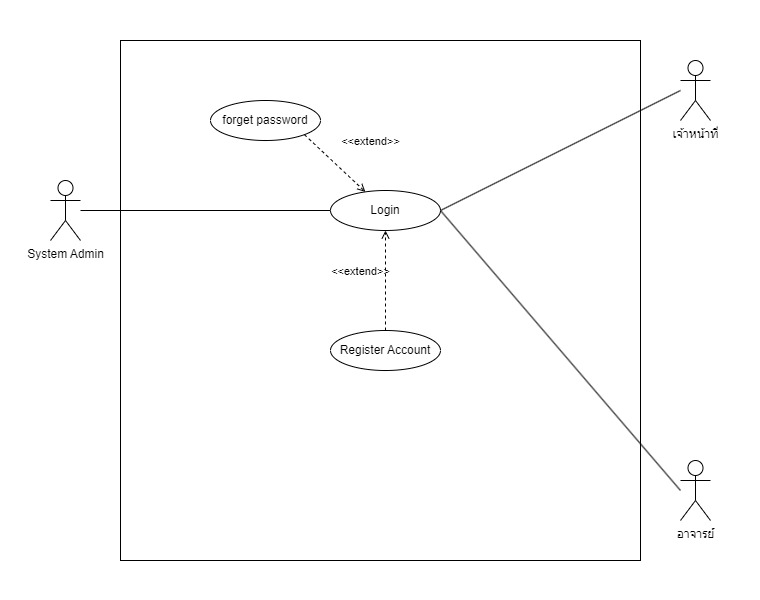 forget password
<<extend>>
เจ้าหน้าที่
Login
System Admin
<<extend>>
Register Account
อาจารย์